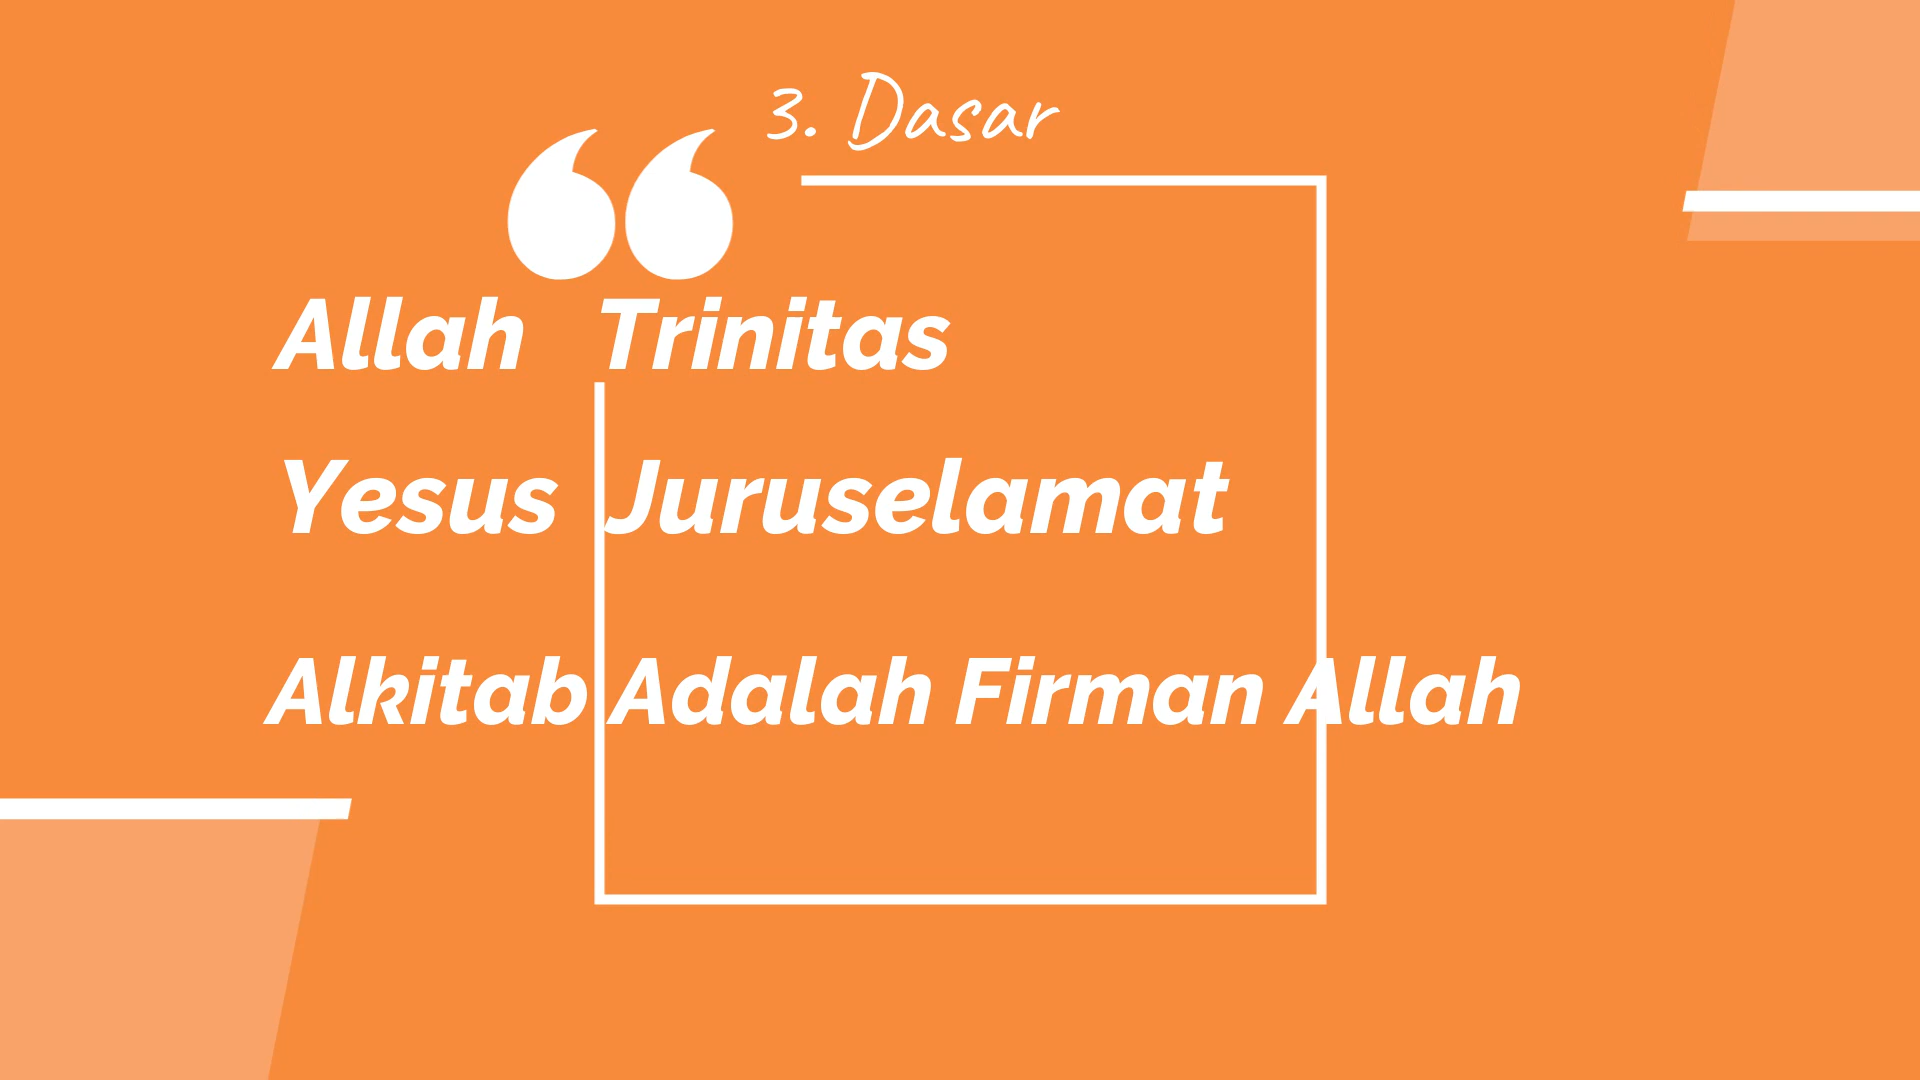 3. Dasar
Allah Trinitas
Yesus Juruselamat
Alkitab Adalah Firman Allah